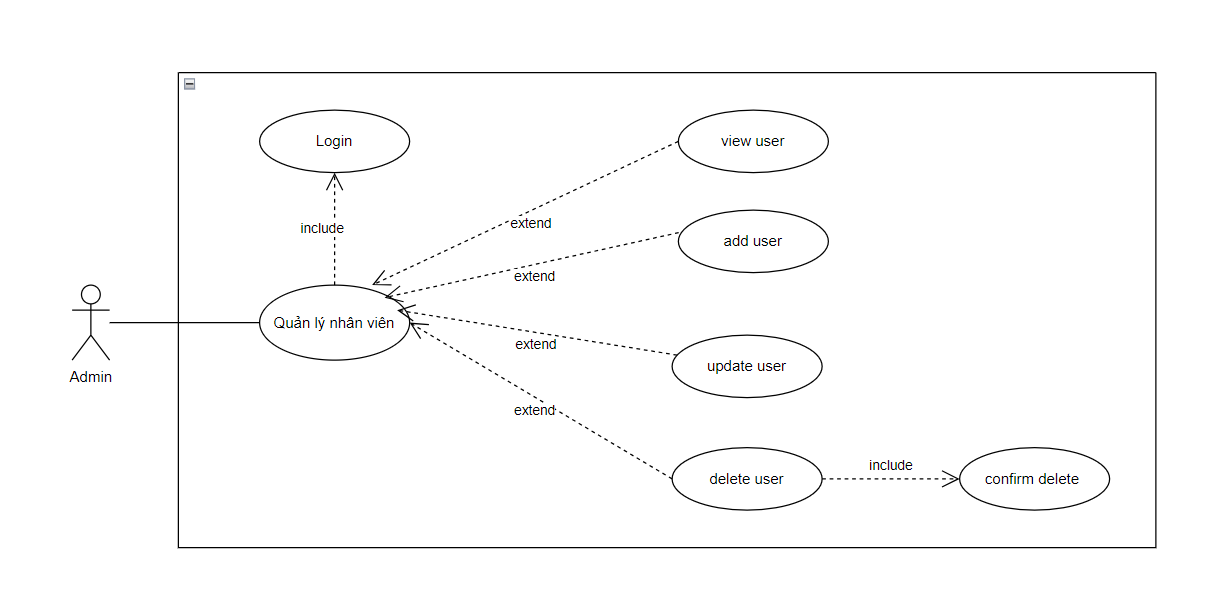 Login
view user
extend
include
add user
extend
Quản lý nhân viên
extend
update user
Admin
extend
delete user
include
confirm delete